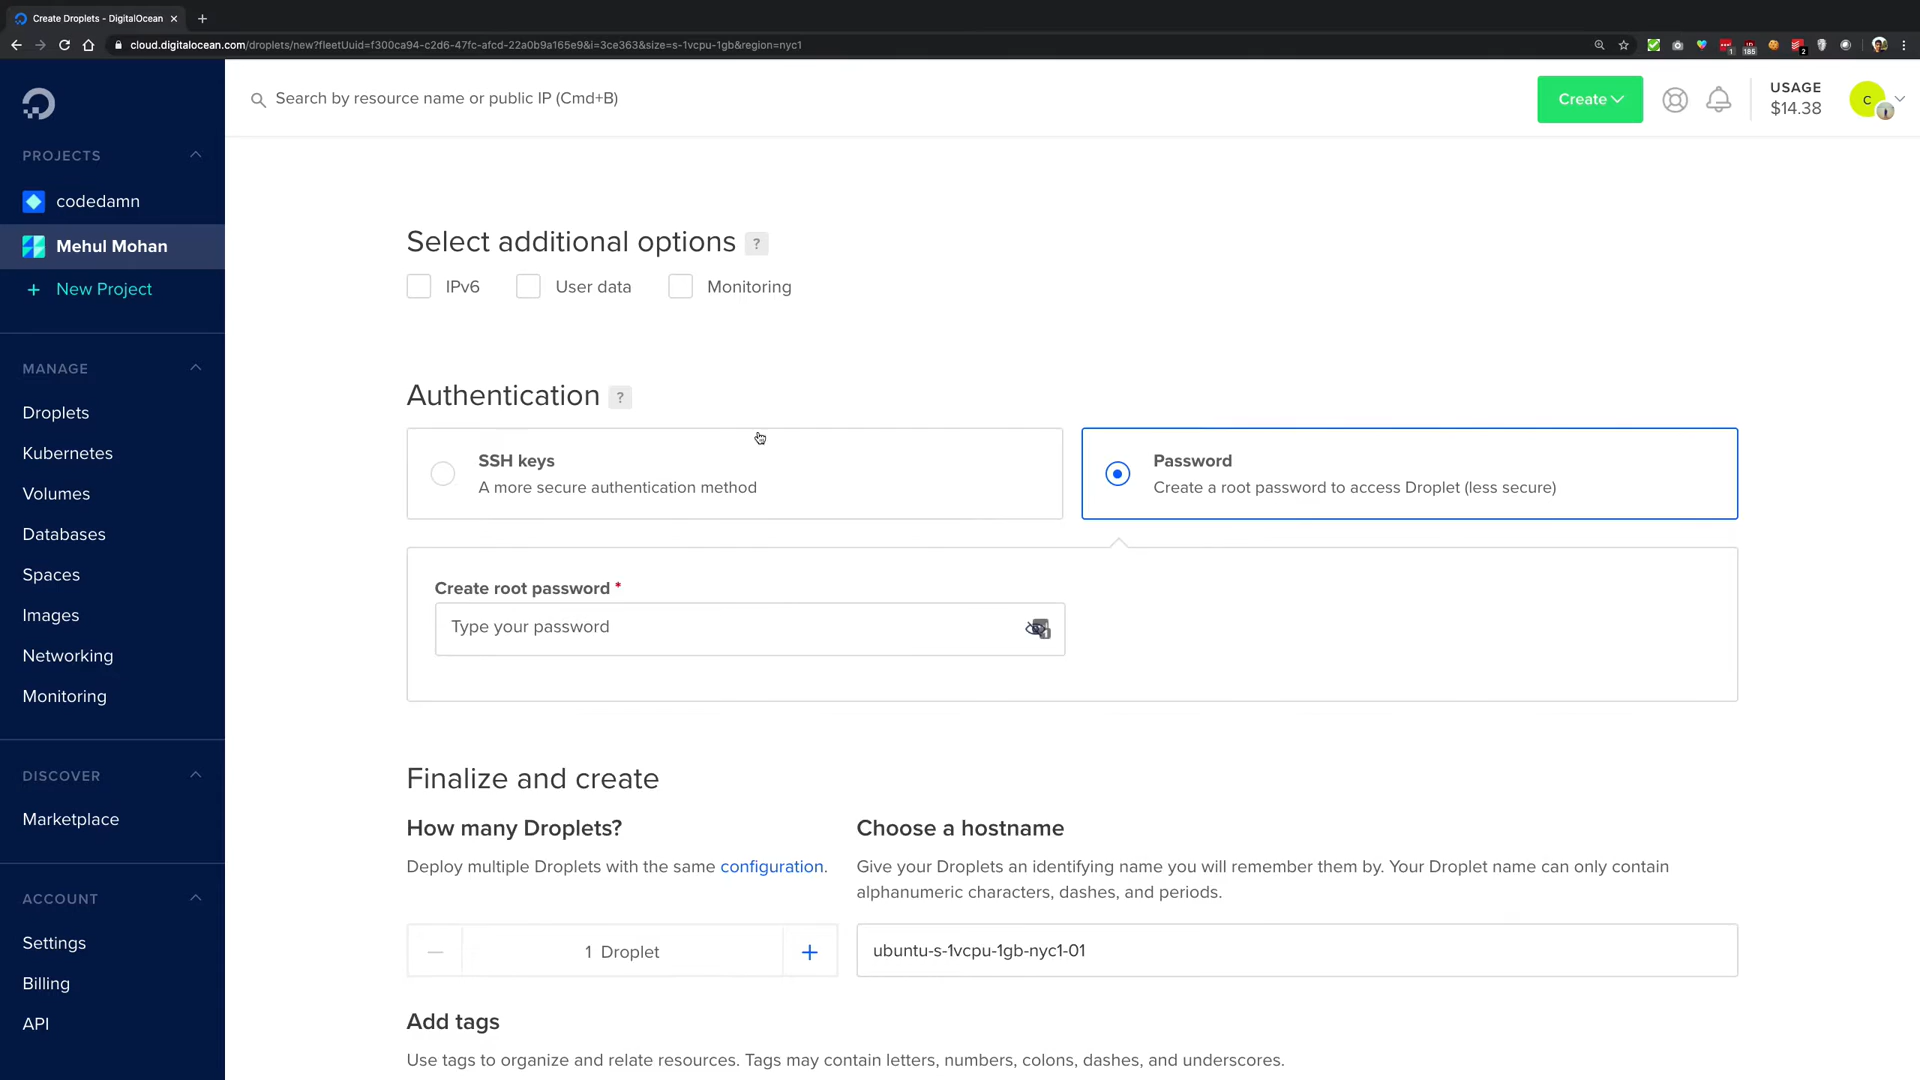 Create Droplets - DigitalOcean
cloud.digitalocean.com/droplets/new?fleetUuid=f300ca94-c2d6-47fc-afcd-22a0b9a165e9&i=3ce363&size=s-1vcpu-1gb&region=nyc1
1
185
2
Search by resource name or public IP (Cmd+B)
Create
USAGE
$14.38
C
PROJECTS
codedamn
Mehul Mohan
+ New Project
MANAGE
Droplets
Kubernetes
Volumes
Databases
Spaces
Images
Networking
Monitoring
DISCOVER
Marketplace
ACCOUNT
Settings
Billing
API
Select additional options ?
IPv6 User data Monitoring
Authentication ?
SSH keys
A more secure authentication method
Password
Create a root password to access Droplet (less secure)
Create root password *
Type your password
Finalize and create
How many Droplets?
Deploy multiple Droplets with the same configuration.
1 Droplet
Choose a hostname
Give your Droplets an identifying name you will remember them by. Your Droplet name can only contain
alphanumeric characters, dashes, and periods.
ubuntu-s-1vcpu-1gb-nyc1-01
Add tags
Use tags to organize and relate resources. Tags may contain letters, numbers, colons, dashes, and underscores.